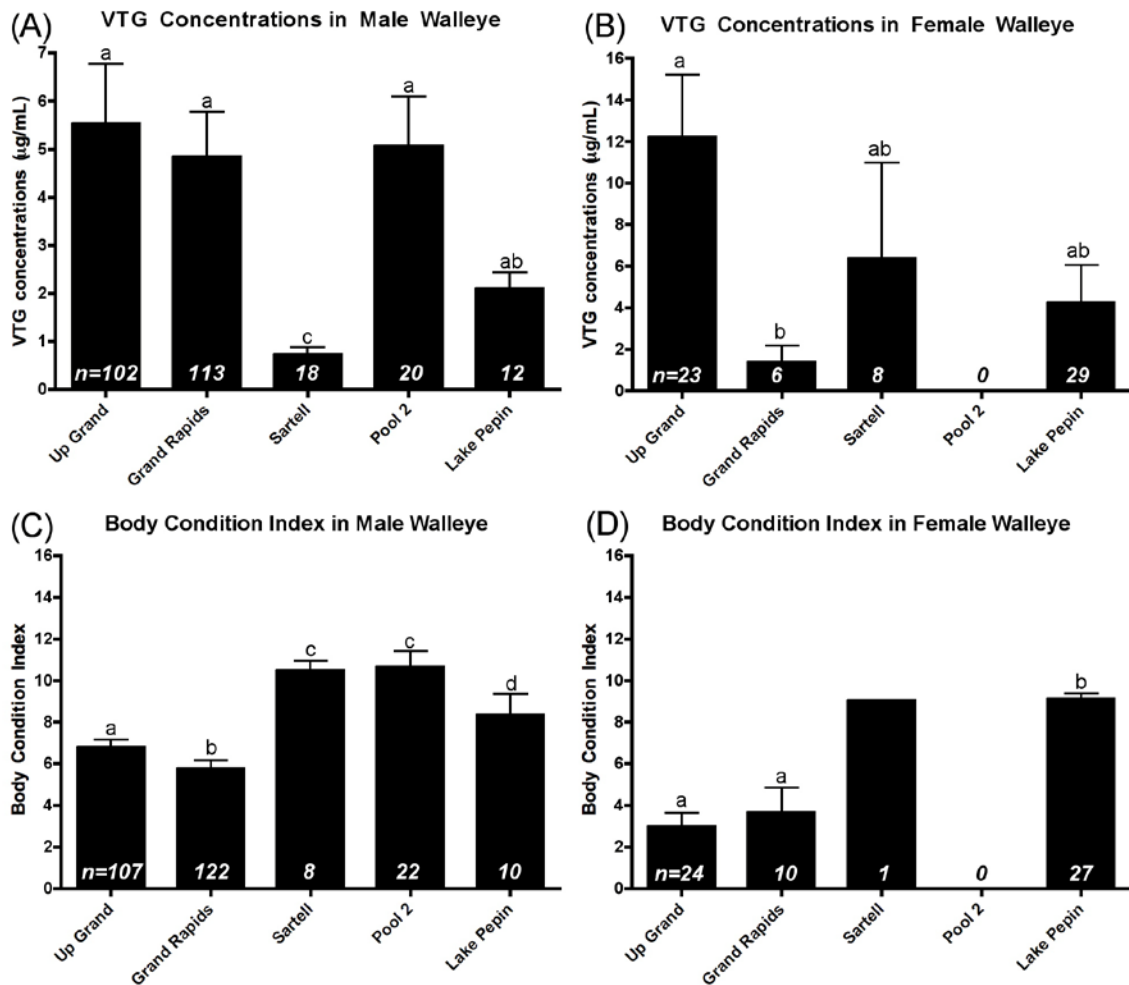 (A) VTG Concentrations in Male Walleye
VTG concentrations (µg/mL)
7
6
5
4
3
2
1
0
a
a
c
a
ab
n=102 113 18 20 12
Up Grand
Grand Rapids
Sartell
Pool 2
Lake Pepin
(B) VTG Concentrations in Female Walleye
VTG concentrations (µg/mL)
16
14
12
10
8
6
4
2
0
a
b
ab
ab
n=23 6 8 0 29
Up Grand
Grand Rapids
Sartell
Pool 2
Lake Pepin
(C) Body Condition Index in Male Walleye
Body Condition Index
16
14
12
10
8
6
4
2
0
a
b
c
c
d
n=107 122 8 22 10
Up Grand
Grand Rapids
Sartell
Pool 2
Lake Pepin
(D) Body Condition Index in Female Walleye
Body Condition Index
16
14
12
10
8
6
4
2
0
a
a
b
n=24 10 1 0 27
Up Grand
Grand Rapids
Sartell
Pool 2
Lake Pepin